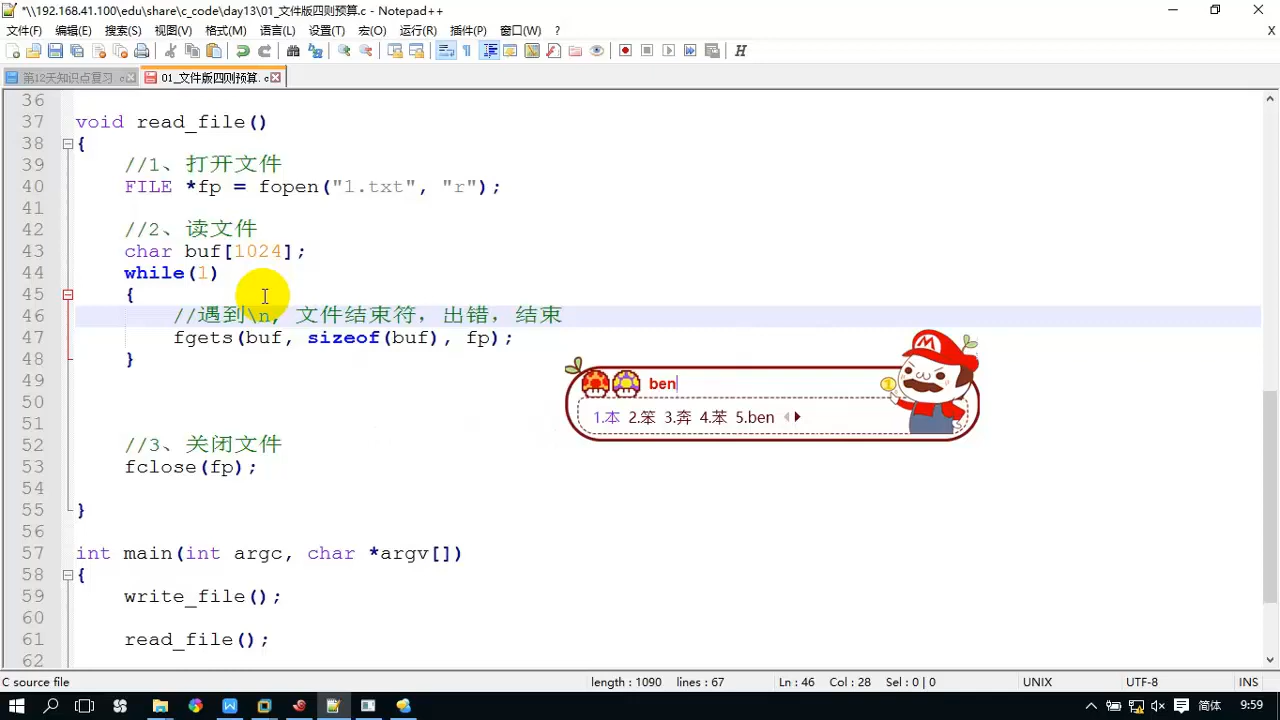 *\\192.168.41.100\edu\share\c_code\day13\01_文件版四则预算.c - Notepad++
文件(F) 编辑(E) 搜索(S) 视图(V) 格式(M) 语言(L) 设置(T) 宏(O) 运行(R) 插件(P) 窗口(W) ?
X
第12天知识点复习 .c
01_文件版四则预算.c
36
37 void read_file()
38 {
39 //1、打开文件
40 FILE *fp = fopen("1.txt", "r");
41
42 //2、读文件
43 char buf[1024];
44 while(1)
45 {
46 //遇到\n, 文件结束符，出错，结束
47 fgets(buf, sizeof(buf), fp);
48 }
ben
49
50
1.本 2.笨 3.奔 4.苯 5.ben
51
52 //3、关闭文件
53 fclose(fp);
54
55 }
56
57 int main(int argc, char *argv[])
58 {
59 write_file();
60
61 read_file();
62
C source file length : 1090 lines : 67 Ln : 46 Col : 28 Sel : 0 | 0 UNIX UTF-8 INS
简体 9:59